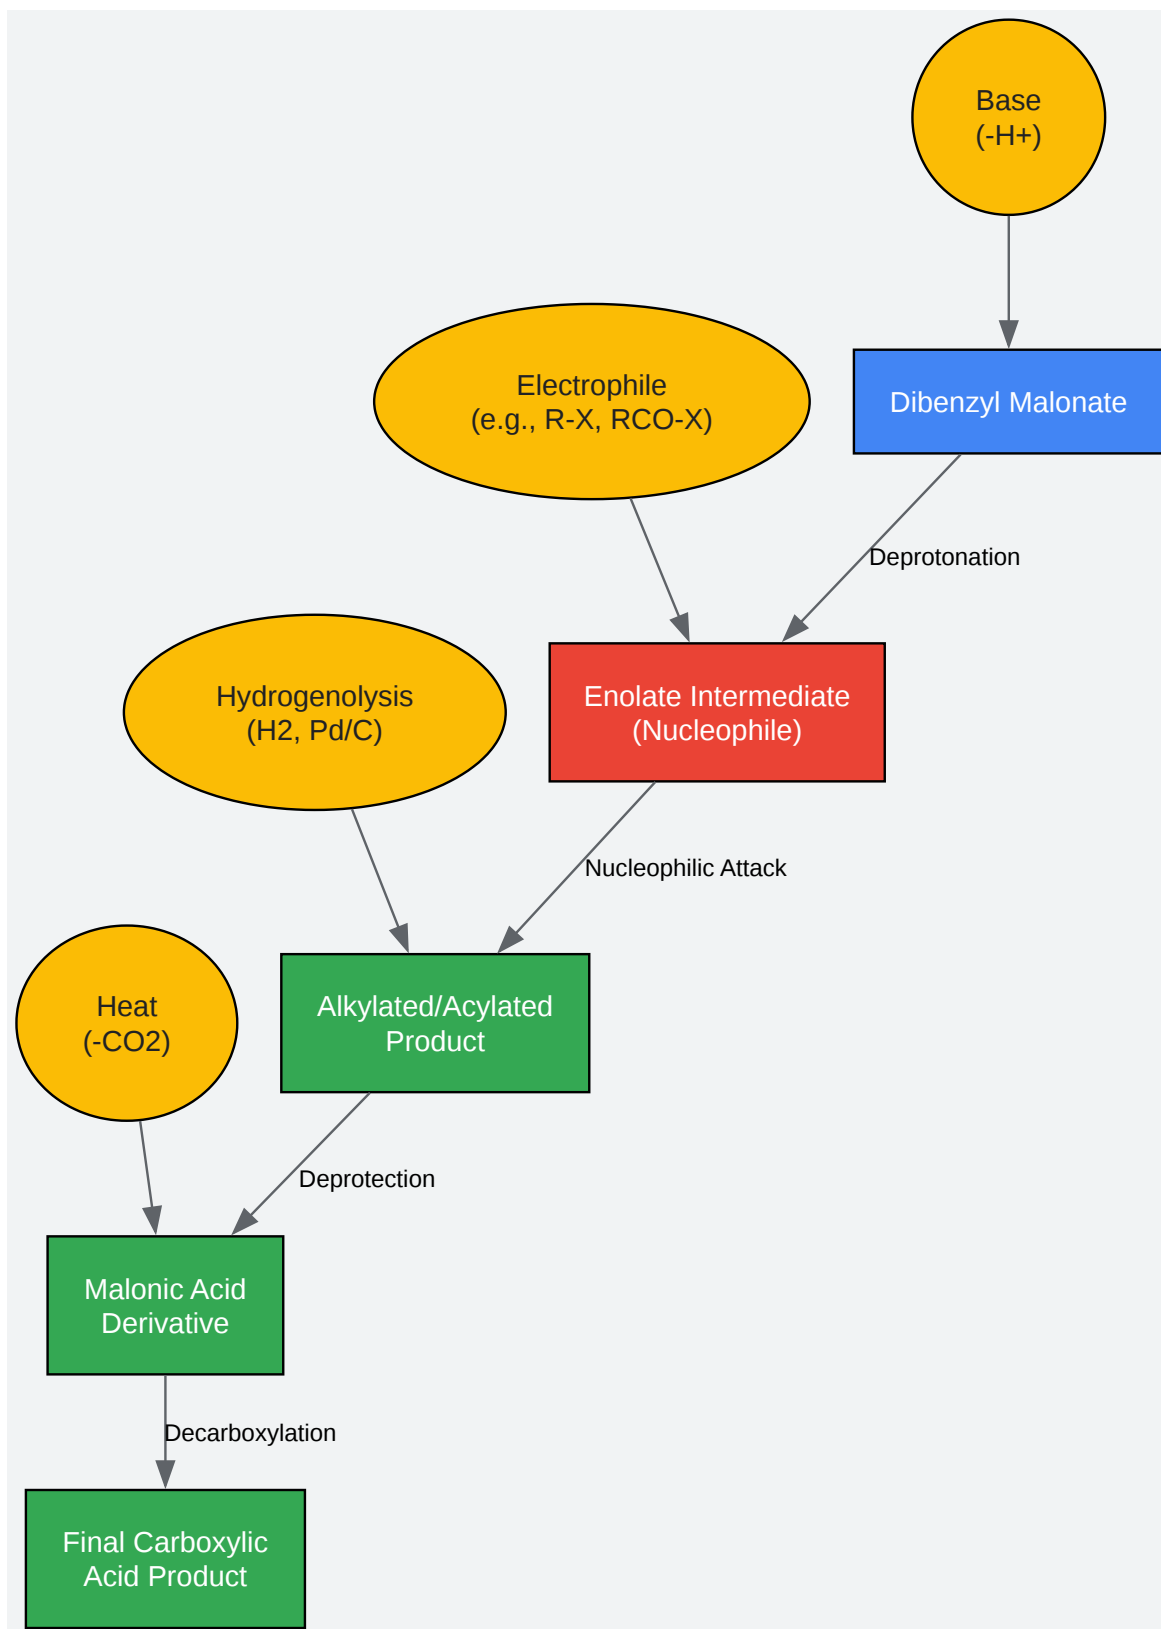 Base
(-H+)
Electrophile
(e.g., R-X, RCO-X)
Dibenzyl Malonate
Deprotonation
Hydrogenolysis
(H2, Pd/C)
Enolate Intermediate
(Nucleophile)
Nucleophilic Attack
Heat
(-CO2)
Alkylated/Acylated
Product
Deprotection
Malonic Acid
Derivative
Decarboxylation
Final Carboxylic
Acid Product